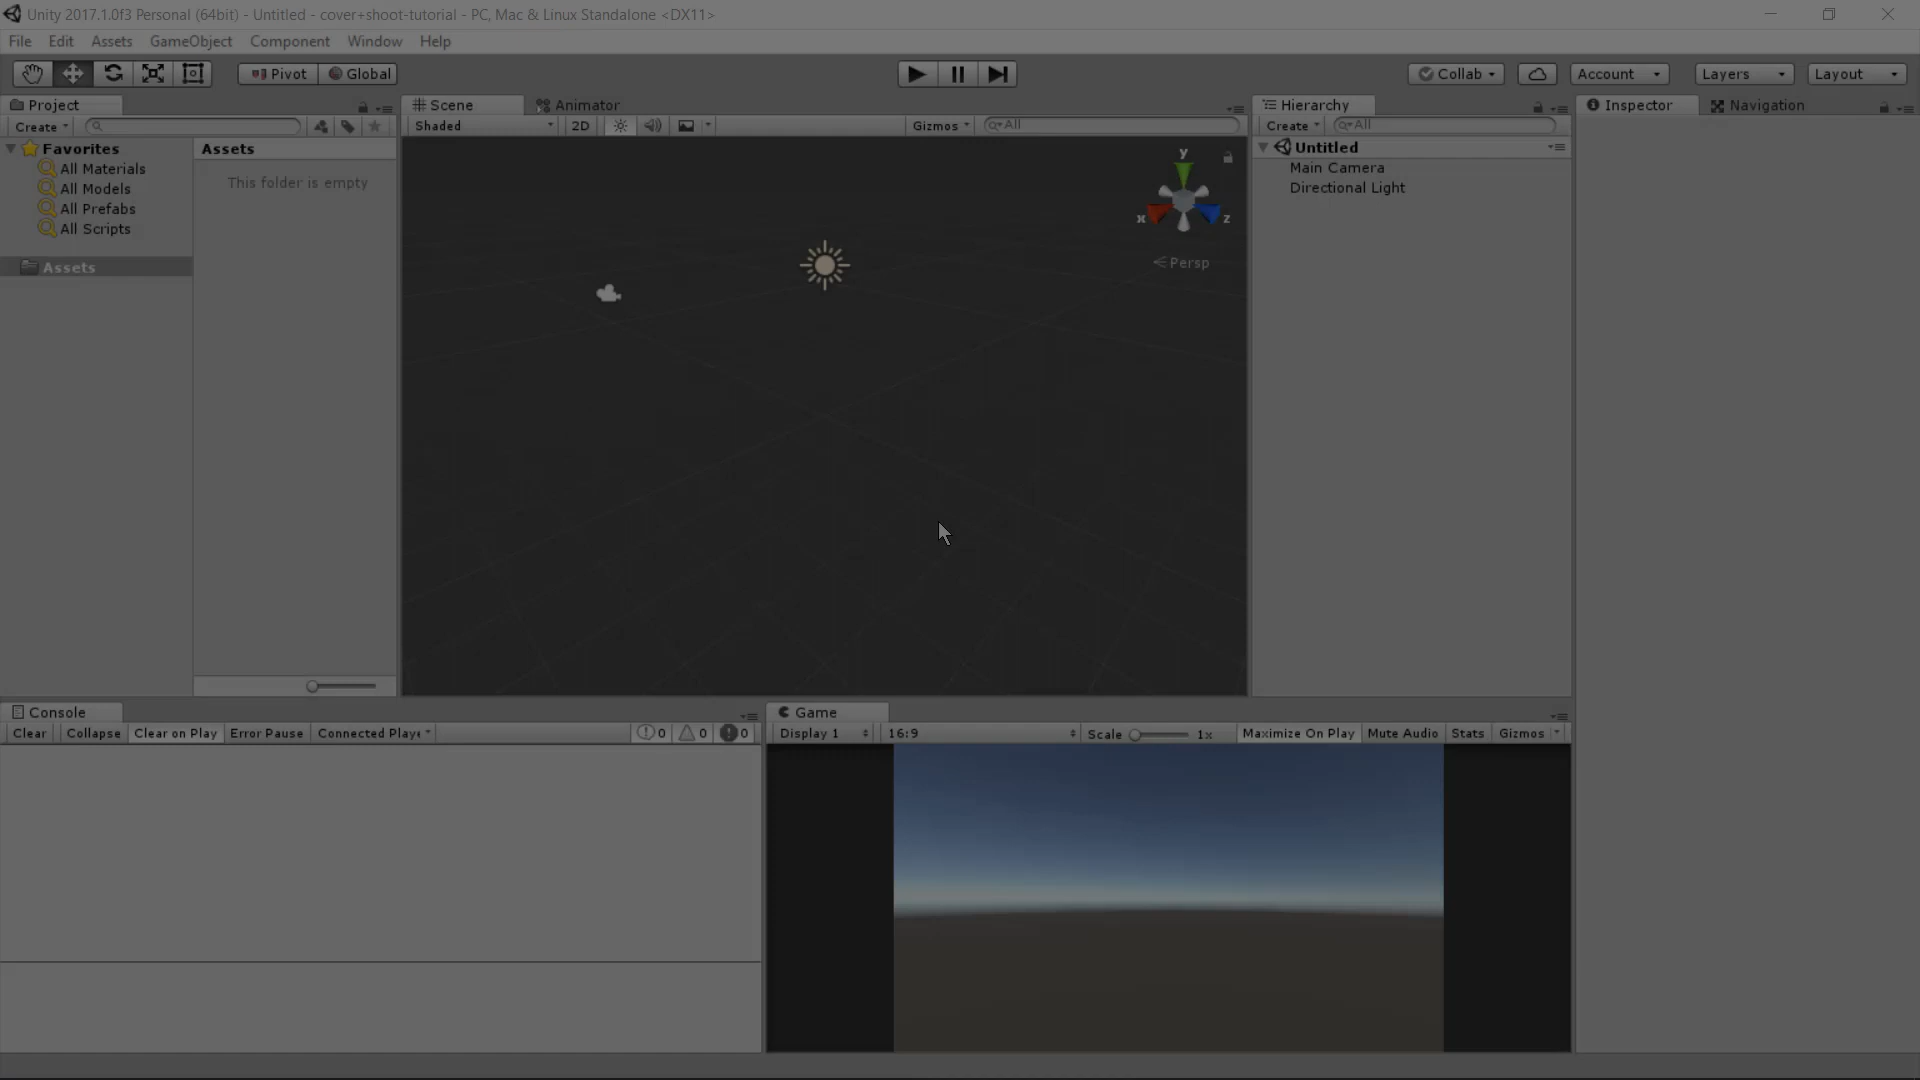 Unity 2017.1.0f3 Personal (64bit) - Untitled - cover+shoot-tutorial - PC, Mac & Linux Standalone <DX11>
File Edit Assets GameObject Component Window Help
Pivot Global Collab Account Layers Layout
Project
Create
Favorites
All Materials
All Models
All Prefabs
All Scripts
Assets
Assets
This folder is empty
Scene Animator
Shaded 2D Gizmos All
y
x z
Persp
Hierarchy
Create All
Untitled
Main Camera
Directional Light
Inspector Navigation
Console
Clear Collapse Clear on Play Error Pause Connected Playe 0 0 0
Game
Display 1 16:9 Scale 1x Maximize On Play Mute Audio Stats Gizmos